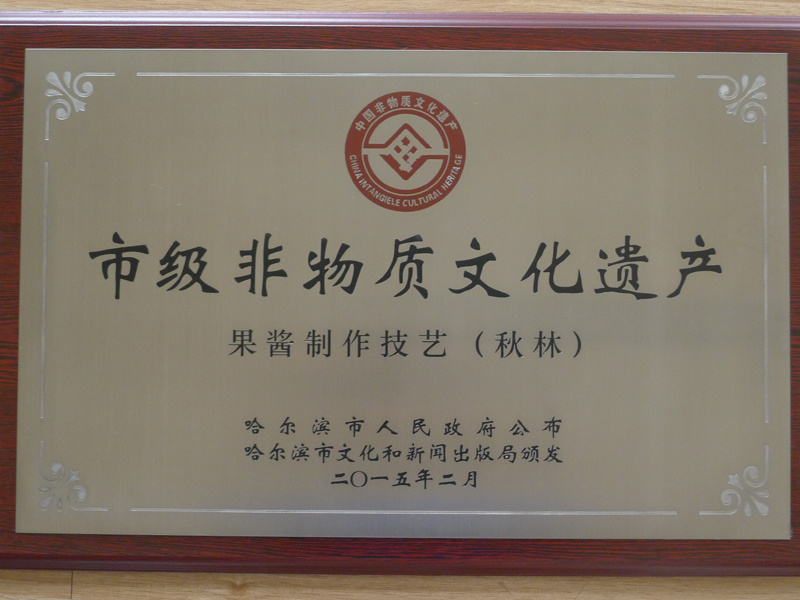 中国非物质文化遗产
CHINA INTANGIELE CULTURAL HERITAGE
市级非物质文化遗产
果酱制作技艺（秋林）
哈尔滨市人民政府公布
哈尔滨市文化和新闻出版局颁发
二〇一五年二月